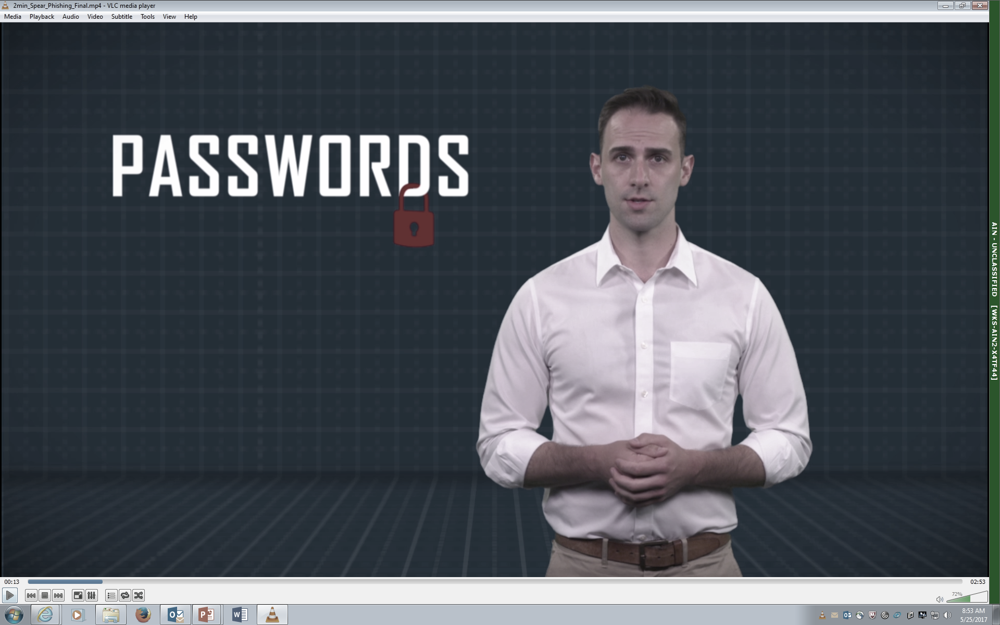 2min_Spear_Phishing_Final.mp4 - VLC media player
Media Playback Audio Video Subtitle Tools View Help
PASSWORDS
AIN - UNCLASSIFIED [WKS-AIN2-X4TF44]
00:13
02:53
72%
8:53 AM
5/25/2017